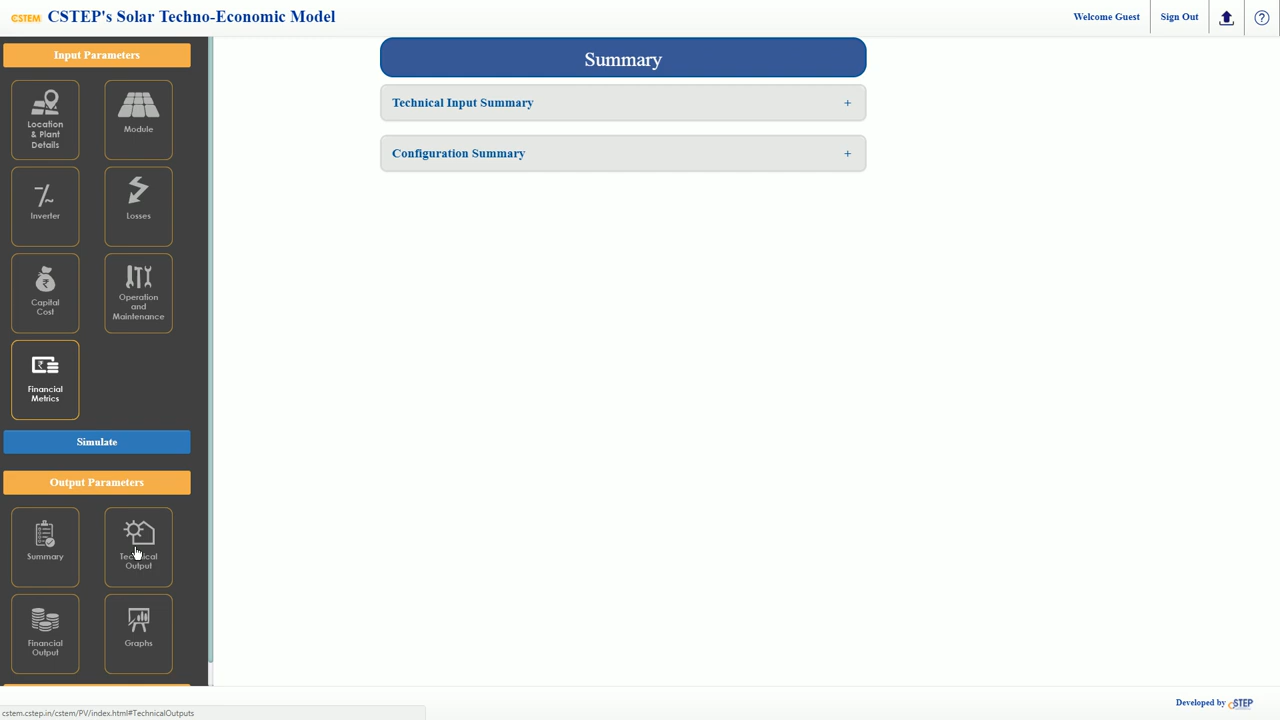 CSTEM CSTEP's Solar Techno-Economic Model
Welcome Guest
Sign Out
?
Input Parameters
Location
& Plant
Details
Module
Inverter
Losses
Capital
Cost
Operation
and
Maintenance
Financial
Metrics
Simulate
Output Parameters
Summary
Technical
Output
Financial
Output
Graphs
Summary
Technical Input Summary +
Configuration Summary +
cstem.cstep.in/cstem/PV/index.html#TechnicalOutputs
Developed by CSTEP